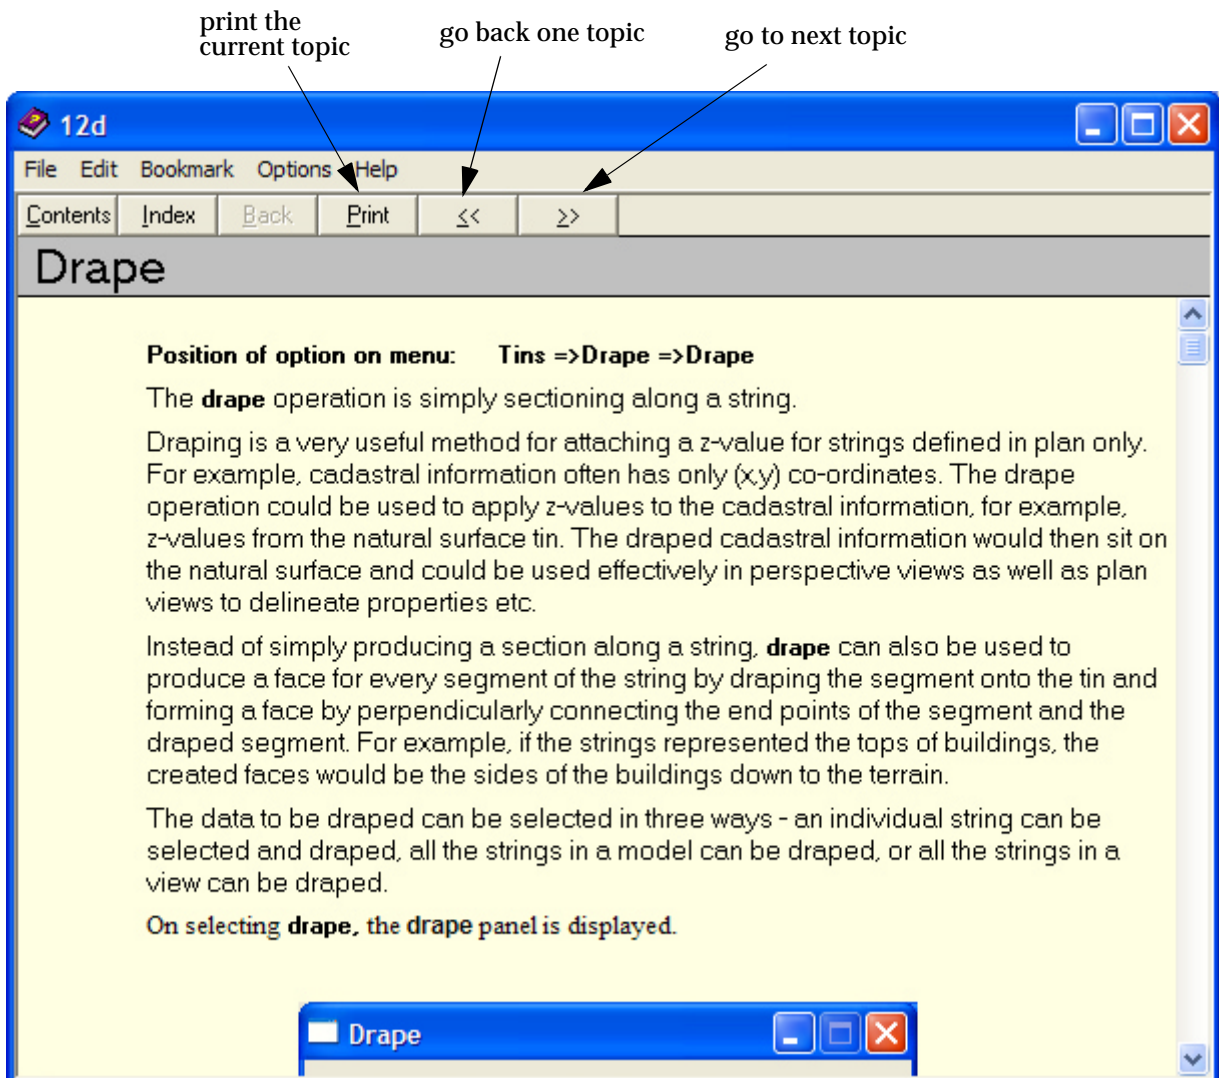 print the
current topic
go back one topic
go to next topic
12d
File Edit Bookmark Options Help
Contents Index Back Print << >>
Drape
Position of option on menu: Tins =>Drape =>Drape
The drape operation is simply sectioning along a string.
Draping is a very useful method for attaching a z-value for strings defined in plan only.
For example, cadastral information often has only (x,y) co-ordinates. The drape
operation could be used to apply z-values to the cadastral information, for example,
z-values from the natural surface tin. The draped cadastral information would then sit on
the natural surface and could be used effectively in perspective views as well as plan
views to delineate properties etc.
Instead of simply producing a section along a string, drape can also be used to
produce a face for every segment of the string by draping the segment onto the tin and
forming a face by perpendicularly connecting the end points of the segment and the
draped segment. For example, if the strings represented the tops of buildings, the
created faces would be the sides of the buildings down to the terrain.
The data to be draped can be selected in three ways - an individual string can be
selected and draped, all the strings in a model can be draped, or all the strings in a
view can be draped.
On selecting drape, the drape panel is displayed.
Drape